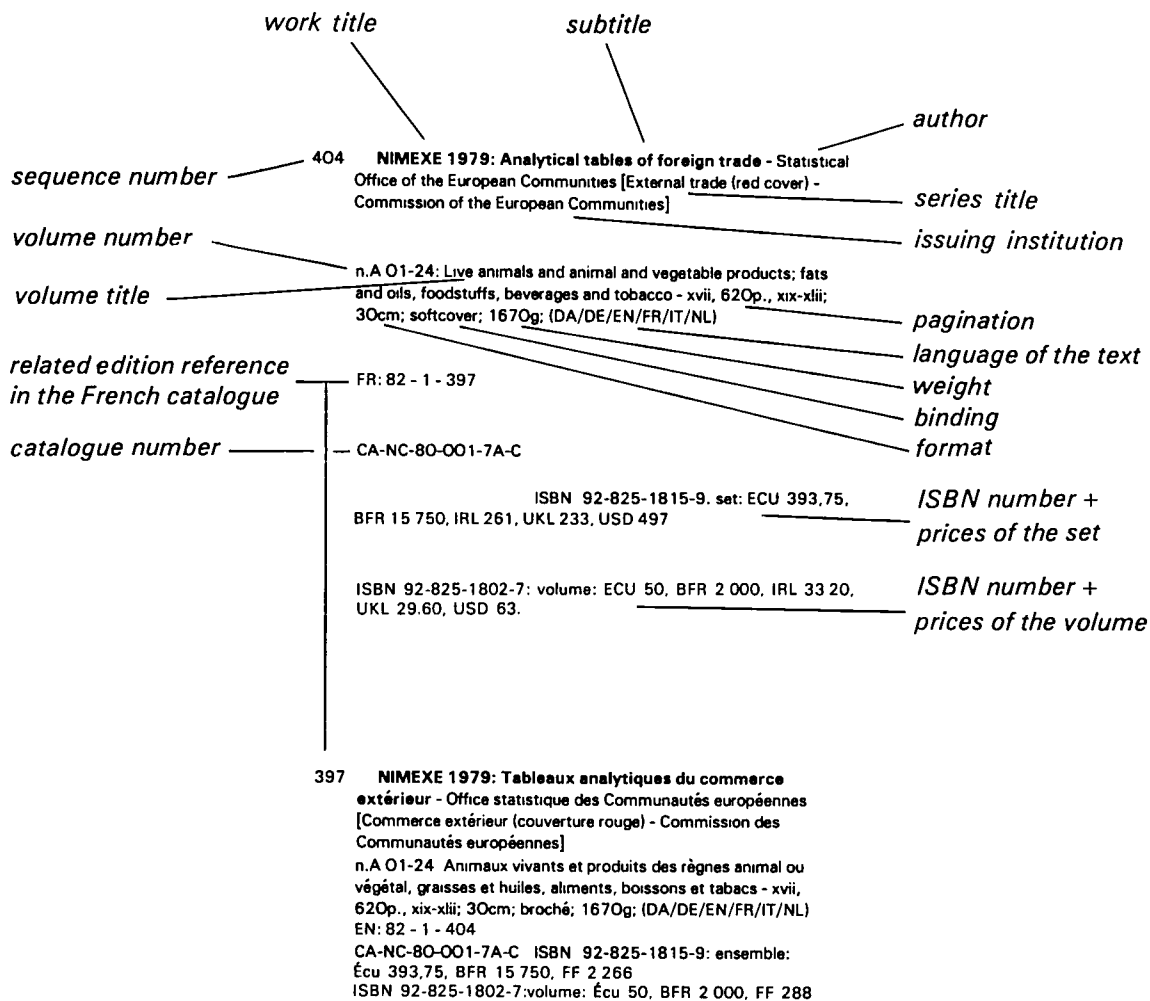 work title
subtitle
author
404 NIMEXE 1979: Analytical tables of foreign trade - Statistical
sequence number
Office of the European Communities [External trade (red cover) -
Commission of the European Communities]
series title
issuing institution
volume number
n.A 01-24: Live animals and animal and vegetable products; fats
volume title
and oils, foodstuffs, beverages and tobacco - xvii, 620p., xix-xliii;
30cm; softcover; 1670g; (DA/DE/EN/FR/IT/NL)
pagination
language of the text
related edition reference
in the French catalogue
FR: 82 - 1 - 397
weight
binding
format
catalogue number
CA-NC-80-001-7A-C
ISBN 92-825-1815-9. set: ECU 393,75,
BFR 15 750, IRL 261, UKL 233, USD 497
ISBN number +
prices of the set
ISBN 92-825-1802-7: volume: ECU 50, BFR 2 000, IRL 33 20,
UKL 29.60, USD 63.
ISBN number +
prices of the volume
397 NIMEXE 1979: Tableaux analytiques du commerce
extérieur - Office statistique des Communautés européennes
[Commerce extérieur (couverture rouge) - Commission des
Communautés européennes]
n.A 01-24 Animaux vivants et produits des règnes animal ou
végétal, graisses et huiles, aliments, boissons et tabacs - xvii,
620p., xix-xlii; 30cm; broché; 1670g; (DA/DE/EN/FR/IT/NL)
EN: 82 - 1 - 404
CA-NC-80-001-7A-C ISBN 92-825-1815-9: ensemble:
Écu 393,75, BFR 15 750, FF 2 266
ISBN 92-825-1802-7:volume: Écu 50, BFR 2 000, FF 288